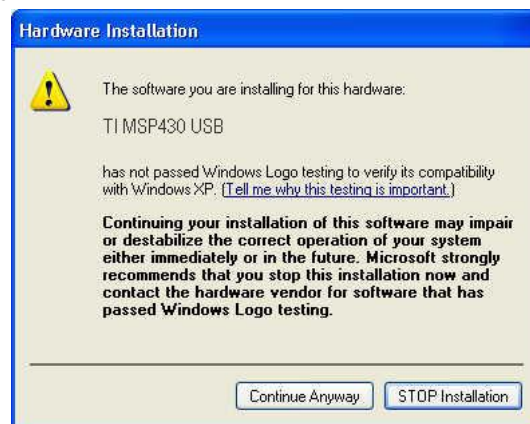 Hardware Installation
The software you are installing for this hardware:
TI MSP430 USB
has not passed Windows Logo testing to verify its compatibility
with Windows XP. (Tell me why this testing is important.)
Continuing your installation of this software may impair
or destabilize the correct operation of your system
either immediately or in the future. Microsoft strongly
recommends that you stop this installation now and
contact the hardware vendor for software that has
passed Windows Logo testing.
Continue Anyway
STOP Installation